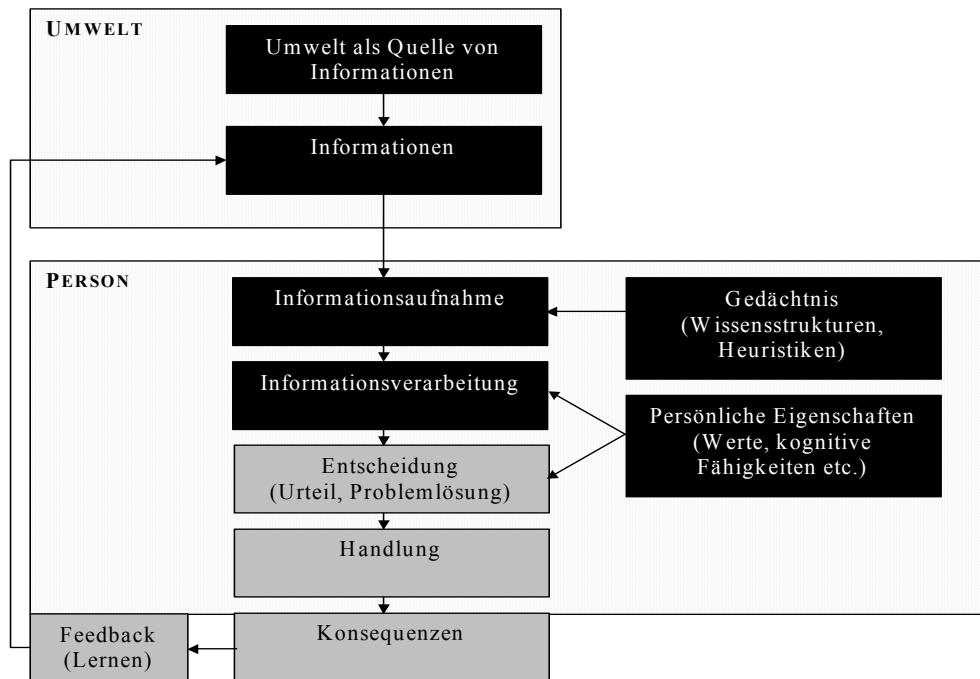 UMWELT
Umwelt als Quelle von
Informationen
Informationen
PERSON
Informationsaufnahme
Gedächtnis
(Wissensstrukturen,
Heuristiken)
Informationsverarbeitung
Persönliche Eigenschaften
(Werte, kognitive
Fähigkeiten etc.)
Entscheidung
(Urteil, Problemlösung)
Handlung
Konsequenzen
Feedback
(Lernen)